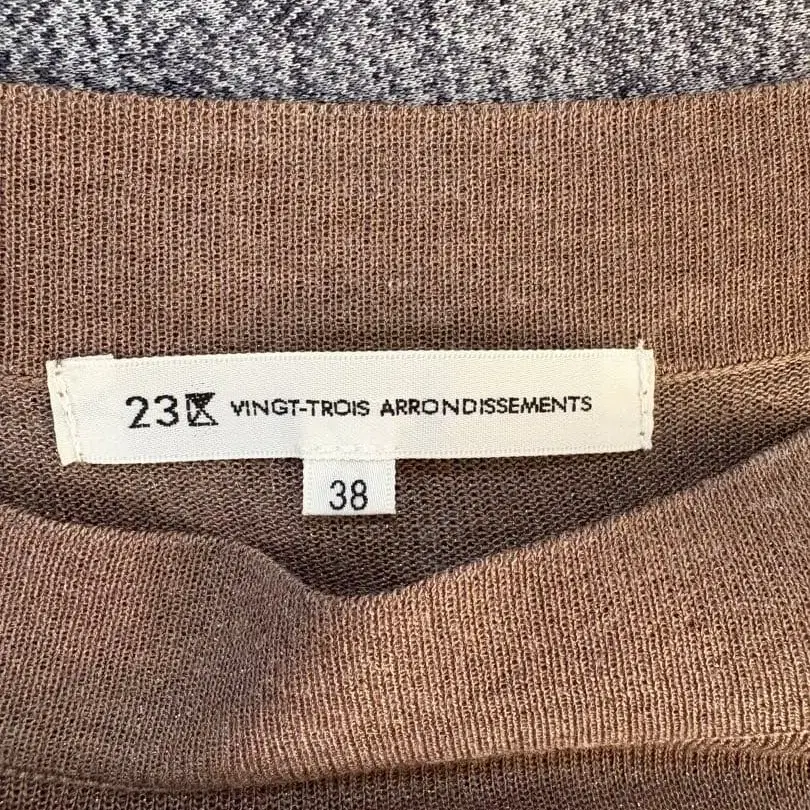 23区 VINGT-TROIS ARRONDISSEMENTS
38